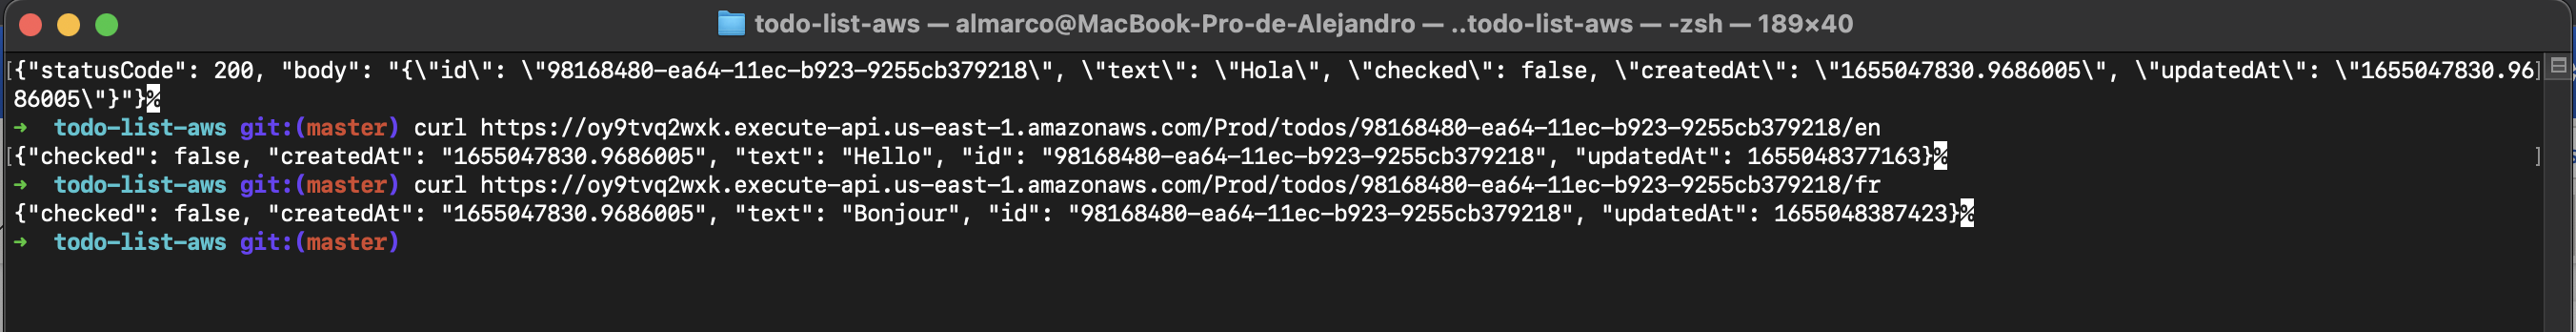 todo-list-aws — almarco@MacBook-Pro-de-Alejandro — ..todo-list-aws — -zsh — 189×40
[{"statusCode": 200, "body": "{\"id\": \"98168480-ea64-11ec-b923-9255cb379218\", \"text\": \"Hola\", \"checked\": false, \"createdAt\": \"1655047830.9686005\", \"updatedAt\": \"1655047830.96]
86005\"}"}%
➜  todo-list-aws git:(master) curl https://oy9tvq2wxk.execute-api.us-east-1.amazonaws.com/Prod/todos/98168480-ea64-11ec-b923-9255cb379218/en
[{"checked": false, "createdAt": "1655047830.9686005", "text": "Hello", "id": "98168480-ea64-11ec-b923-9255cb379218", "updatedAt": 1655048377163}% ]
➜  todo-list-aws git:(master) curl https://oy9tvq2wxk.execute-api.us-east-1.amazonaws.com/Prod/todos/98168480-ea64-11ec-b923-9255cb379218/fr
{"checked": false, "createdAt": "1655047830.9686005", "text": "Bonjour", "id": "98168480-ea64-11ec-b923-9255cb379218", "updatedAt": 1655048387423}%
➜  todo-list-aws git:(master)